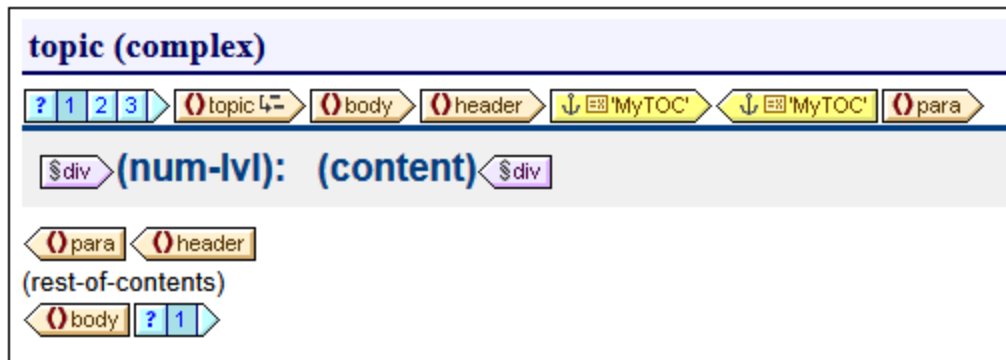 topic (complex)
? 1 2 3 ()topic ()body ()header 'MyTOC' 'MyTOC' ()para
§div (num-lvl): (content) §div
()para ()header
(rest-of-contents)
()body ? 1